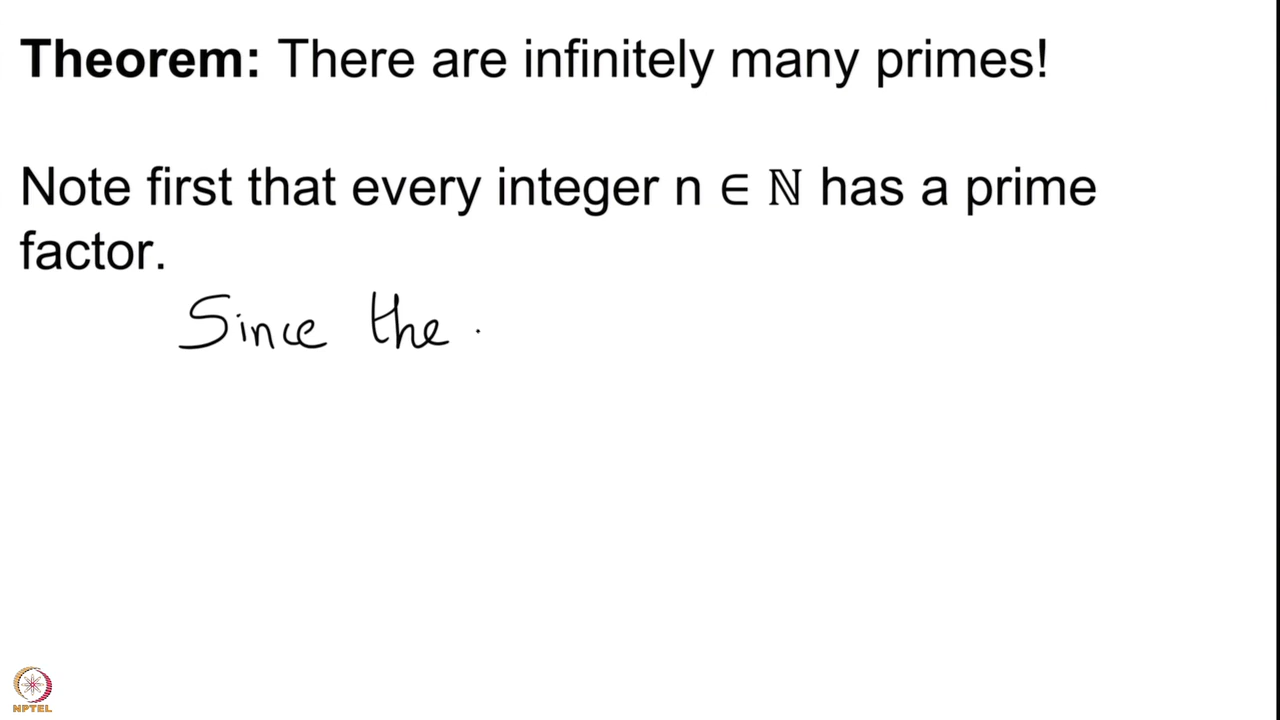 Theorem: There are infinitely many primes!
Note first that every integer n ∈ ℕ has a prime
factor.
Since the
NPTEL